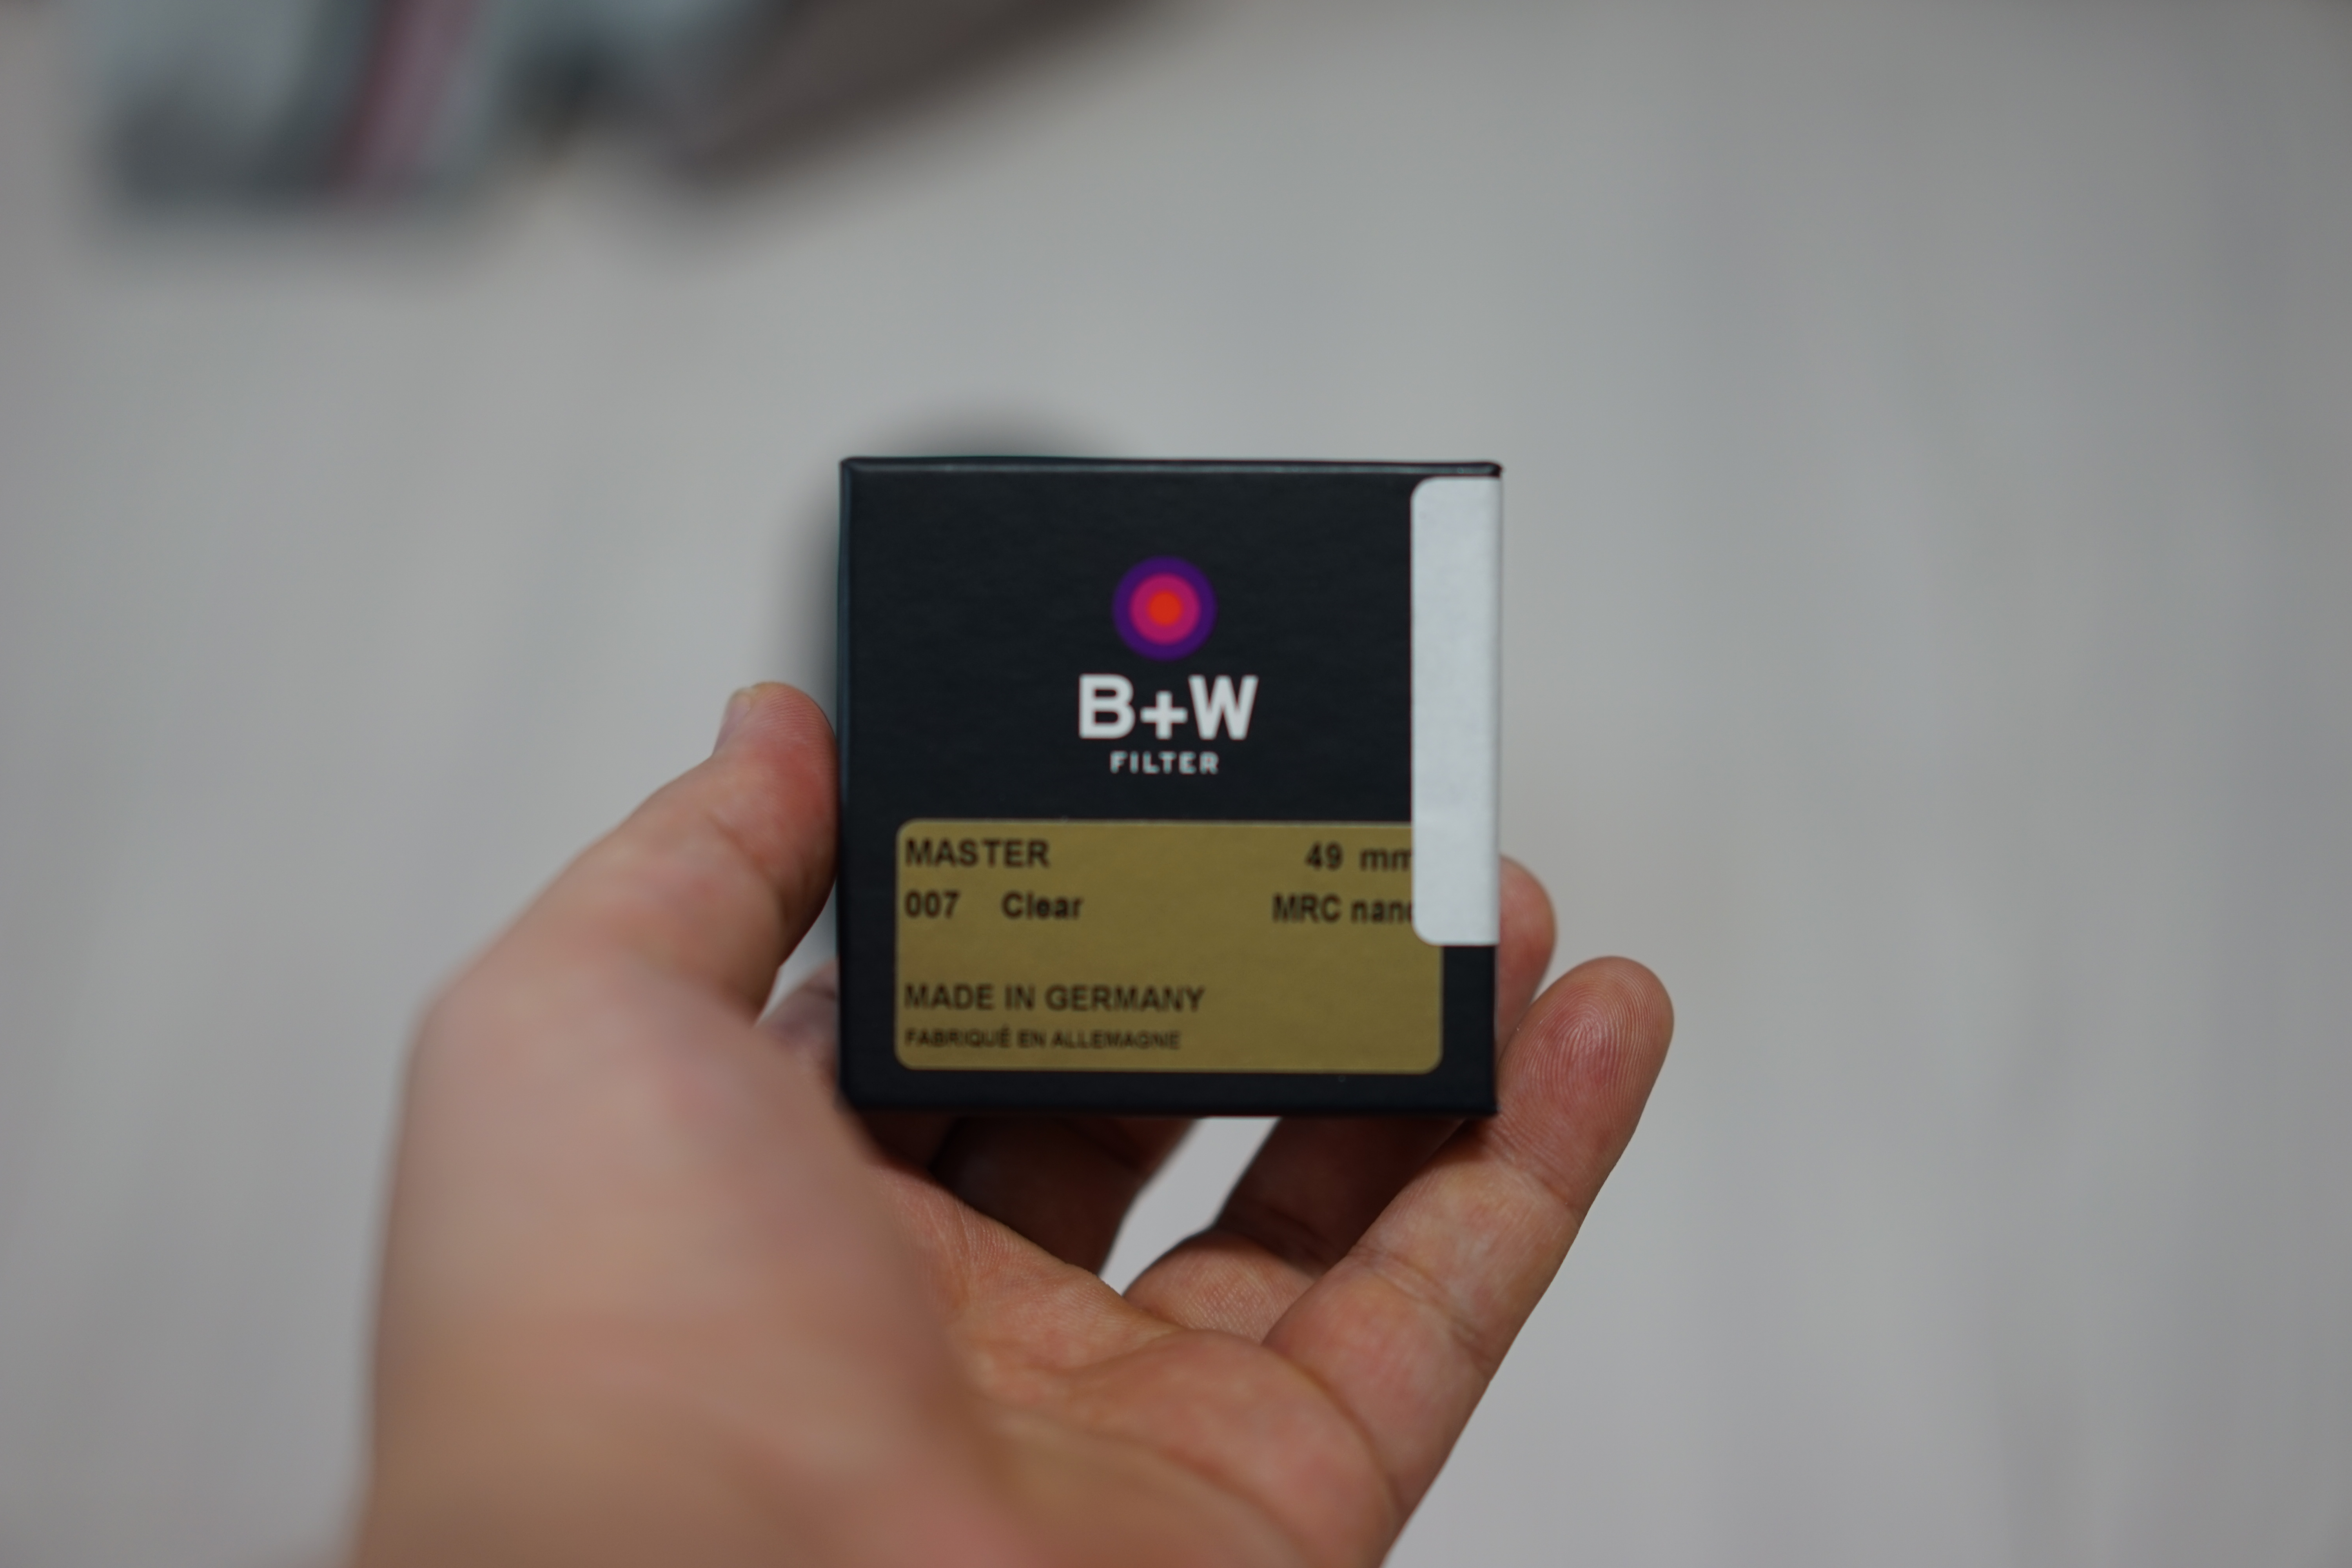 B+W
FILTER
MASTER 49 mm
007 Clear MRC nano
MADE IN GERMANY
FABRIQUÉ EN ALLEMAGNE